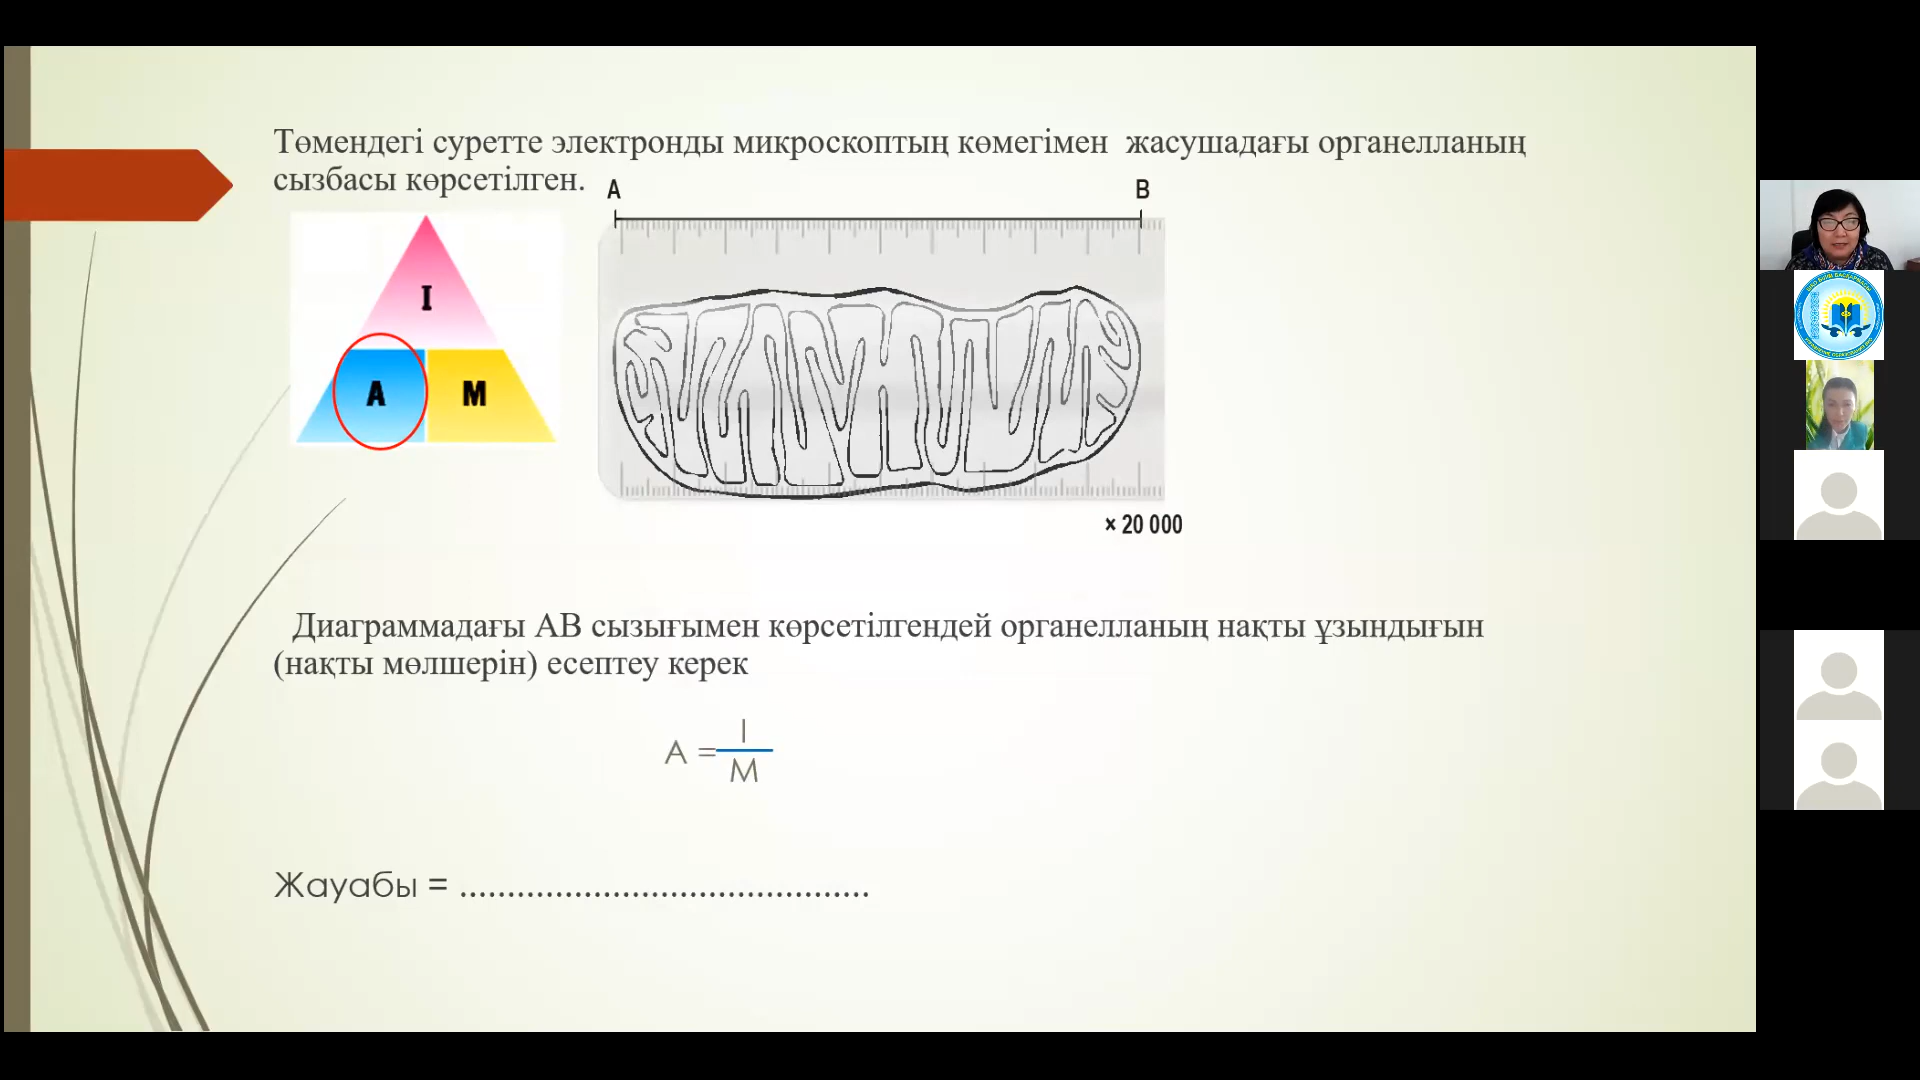 Төмендегі суретте электронды микроскоптың көмегімен жасушадағы органелланың
сызбасы көрсетілген.
A B
I
A M
× 20 000
Диаграммадағы АВ сызығымен көрсетілгендей органелланың нақты ұзындығын
(нақты мөлшерін) есептеу керек
A = I
M
Жауабы = ...........................................